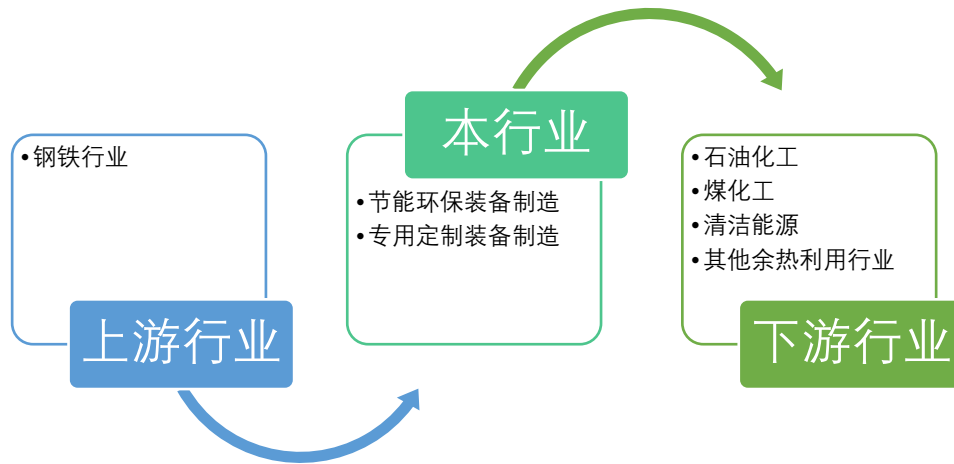 •钢铁行业
上游行业
本行业
•节能环保装备制造
•专用定制装备制造
•石油化工
•煤化工
•清洁能源
•其他余热利用行业
下游行业